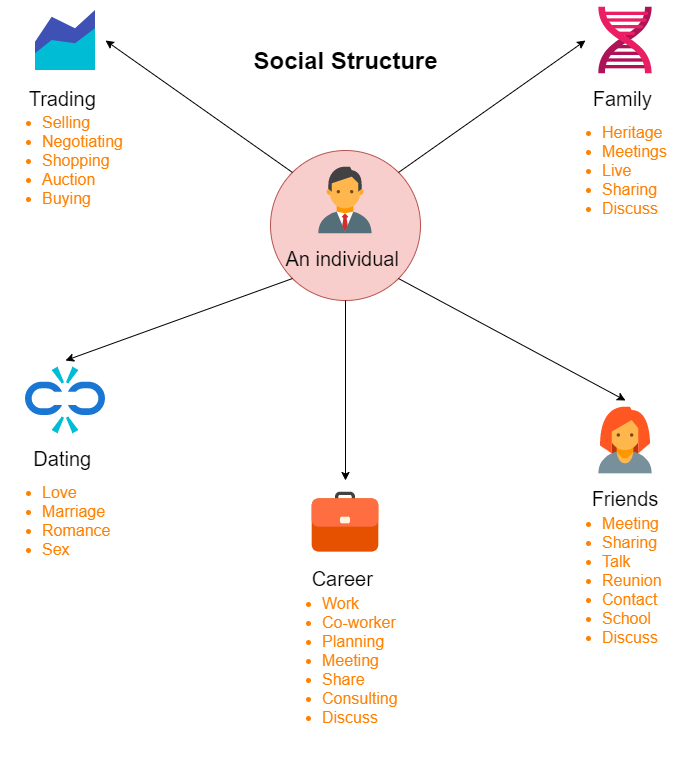 Social Structure
Trading
Selling
Negotiating
Shopping
Auction
Buying
Family
Heritage
Meetings
Live
Sharing
Discuss
An individual
Dating
Love
Marriage
Romance
Sex
Career
Work
Co-worker
Planning
Meeting
Share
Consulting
Discuss
Friends
Meeting
Sharing
Talk
Reunion
Contact
School
Discuss